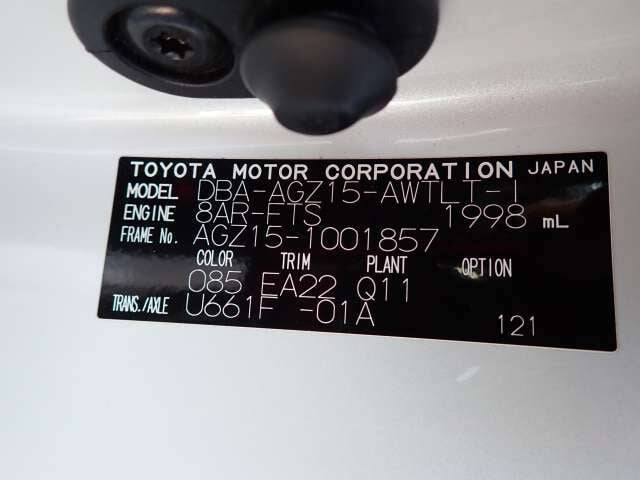 TOYOTA MOTOR CORPORATION JAPAN
MODEL DBA-AGZ15-AWTLT-I
ENGINE 8AR-FTS 1998 mL
FRAME No. AGZ15-1001857
COLOR TRIM PLANT OPTION
085 EA22 Q11
TRANS./AXLE U661F -01A
121